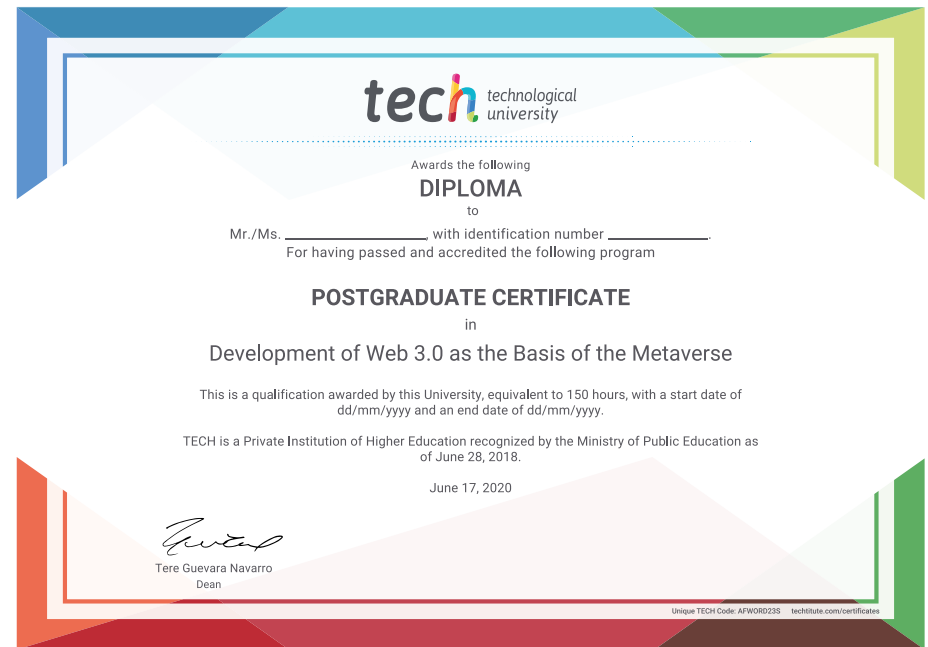 tech technological
university
Awards the following
DIPLOMA
to
Mr./Ms. ____________________, with identification number ______________.
For having passed and accredited the following program
POSTGRADUATE CERTIFICATE
in
Development of Web 3.0 as the Basis of the Metaverse
This is a qualification awarded by this University, equivalent to 150 hours, with a start date of
dd/mm/yyyy and an end date of dd/mm/yyyy.
TECH is a Private Institution of Higher Education recognized by the Ministry of Public Education as
of June 28, 2018.
June 17, 2020
Tere Guevara Navarro
Dean
Unique TECH Code: AFWORD23S techtitute.com/certificates